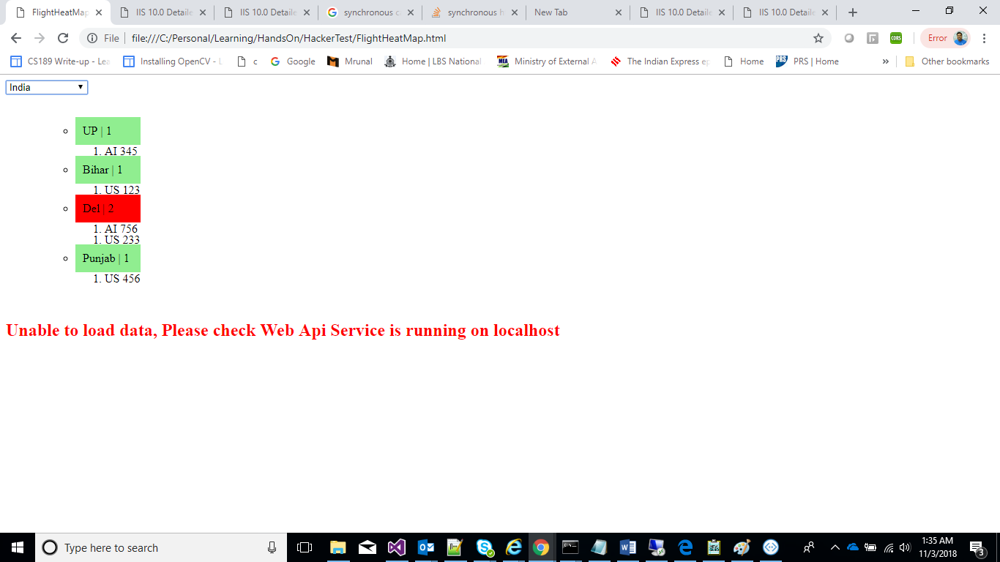 FlightHeatMap
IIS 10.0 Detaile
IIS 10.0 Detaile
synchronous c
synchronous h
New Tab
IIS 10.0 Detaile
IIS 10.0 Detaile
File
file:///C:/Personal/Learning/HandsOn/HackerTest/FlightHeatMap.html
CORS
Error
CS189 Write-up - Lea
Installing OpenCV - L
c
Google
Mrunal
Home | LBS National
MEA
Ministry of External A
The Indian Express ep
Home
PRS
PRS | Home
»
Other bookmarks
India
UP | 1
1. AI 345
Bihar | 1
1. US 123
Del | 2
1. AI 756
1. US 233
Punjab | 1
1. US 456
Unable to load data, Please check Web Api Service is running on localhost
Type here to search
1:35 AM
11/3/2018
3